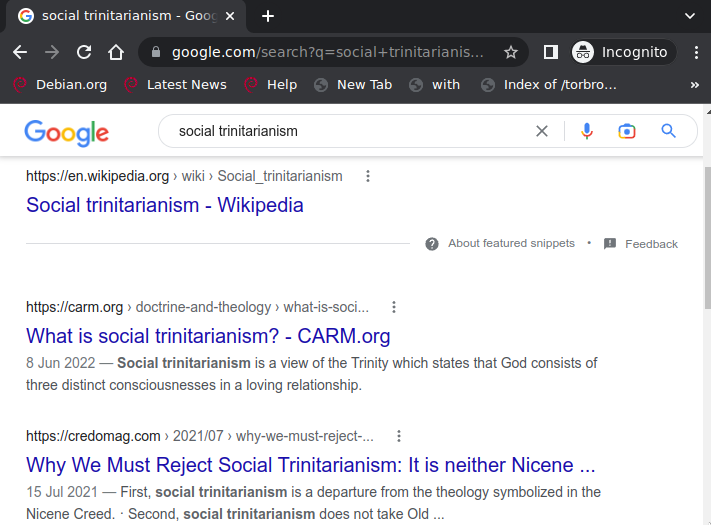 social trinitarianism - Goog
google.com/search?q=social+trinitarianis...
Incognito
Debian.org
Latest News
Help
New Tab
with
Index of /torbro...
»
Google
social trinitarianism
https://en.wikipedia.org › wiki › Social_trinitarianism
Social trinitarianism - Wikipedia
About featured snippets • Feedback
https://carm.org › doctrine-and-theology › what-is-soci...
What is social trinitarianism? - CARM.org
8 Jun 2022 — Social trinitarianism is a view of the Trinity which states that God consists of
three distinct consciousnesses in a loving relationship.
https://credomag.com › 2021/07 › why-we-must-reject-...
Why We Must Reject Social Trinitarianism: It is neither Nicene ...
15 Jul 2021 — First, social trinitarianism is a departure from the theology symbolized in the
Nicene Creed. · Second, social trinitarianism does not take Old ...